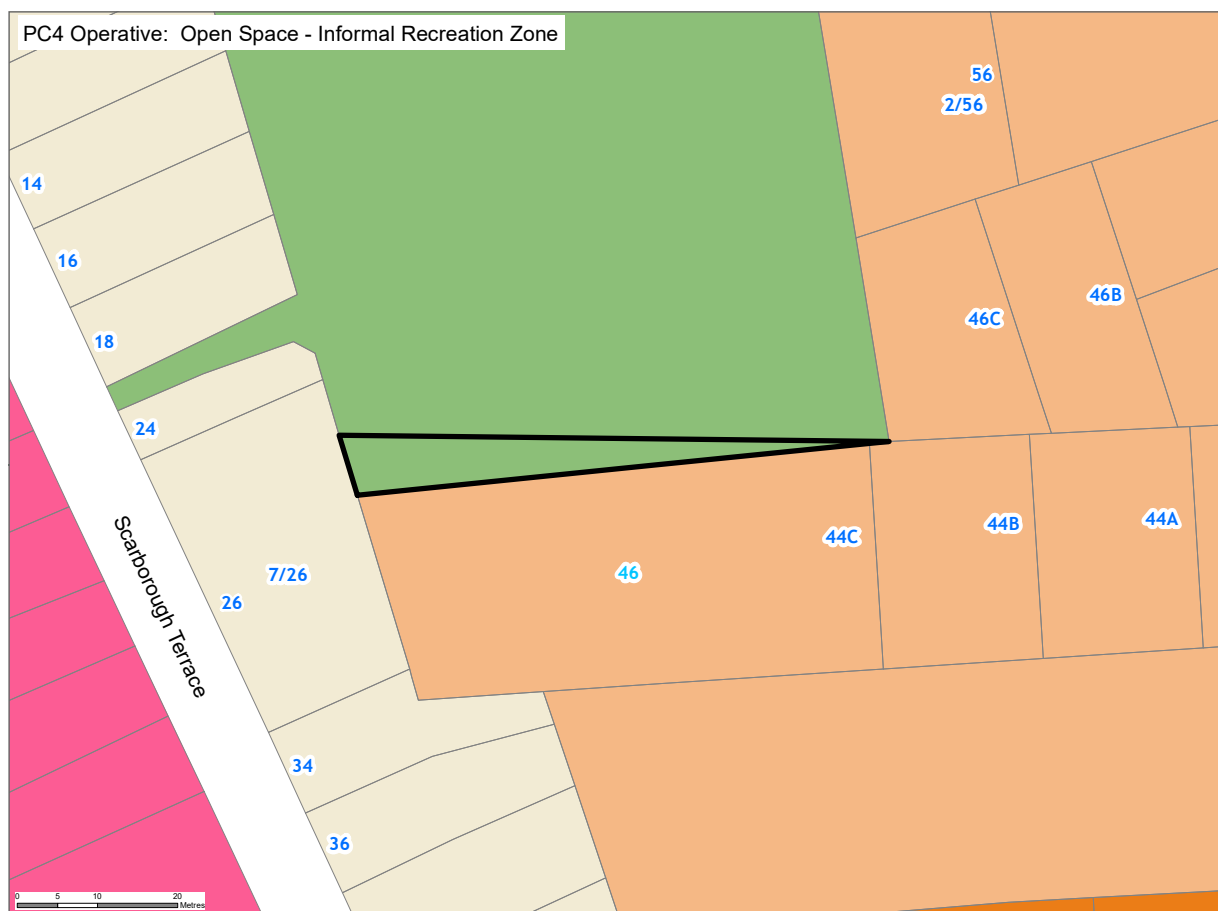 PC4 Operative: Open Space - Informal Recreation Zone
56
2/56
14
16
46B
46C
18
24
44A
44B
44C
46
7/26
26
Scarborough Terrace
34
36
0 5 10 20
Metres